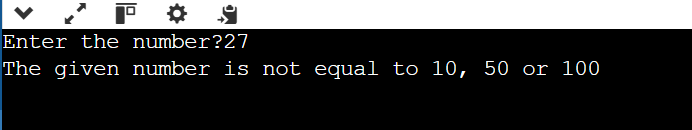 Enter the number?27
The given number is not equal to 10, 50 or 100